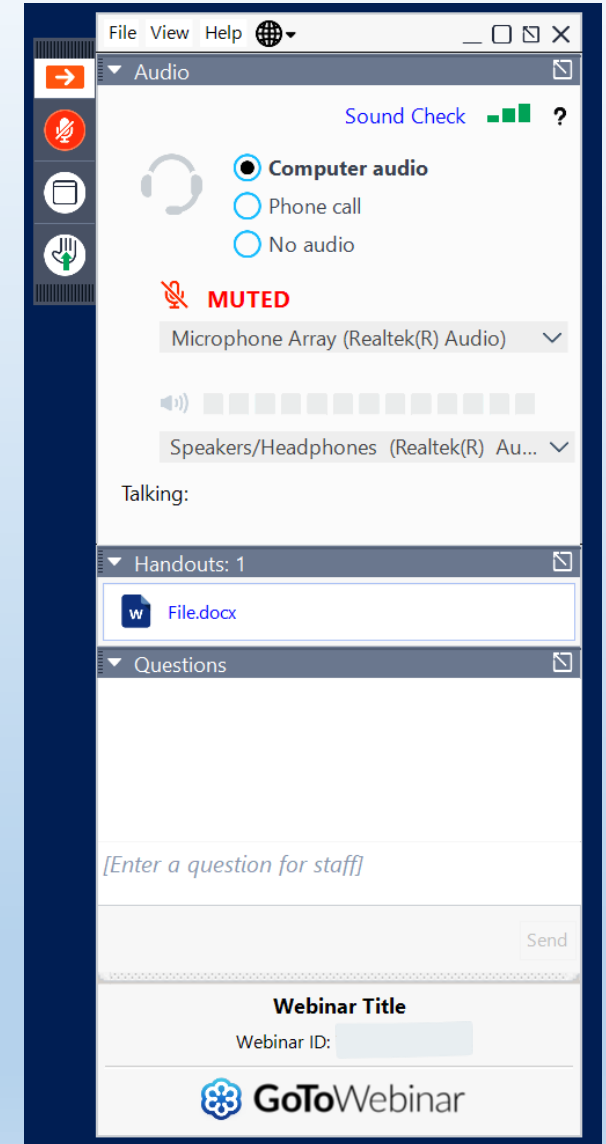 File View Help
Audio
Sound Check ?
Computer audio
Phone call
No audio
MUTED
Microphone Array (Realtek(R) Audio)
Speakers/Headphones (Realtek(R) Au...
Talking:
Handouts: 1
W File.docx
Questions
[Enter a question for staff]
Send
Webinar Title
Webinar ID:
GoToWebinar